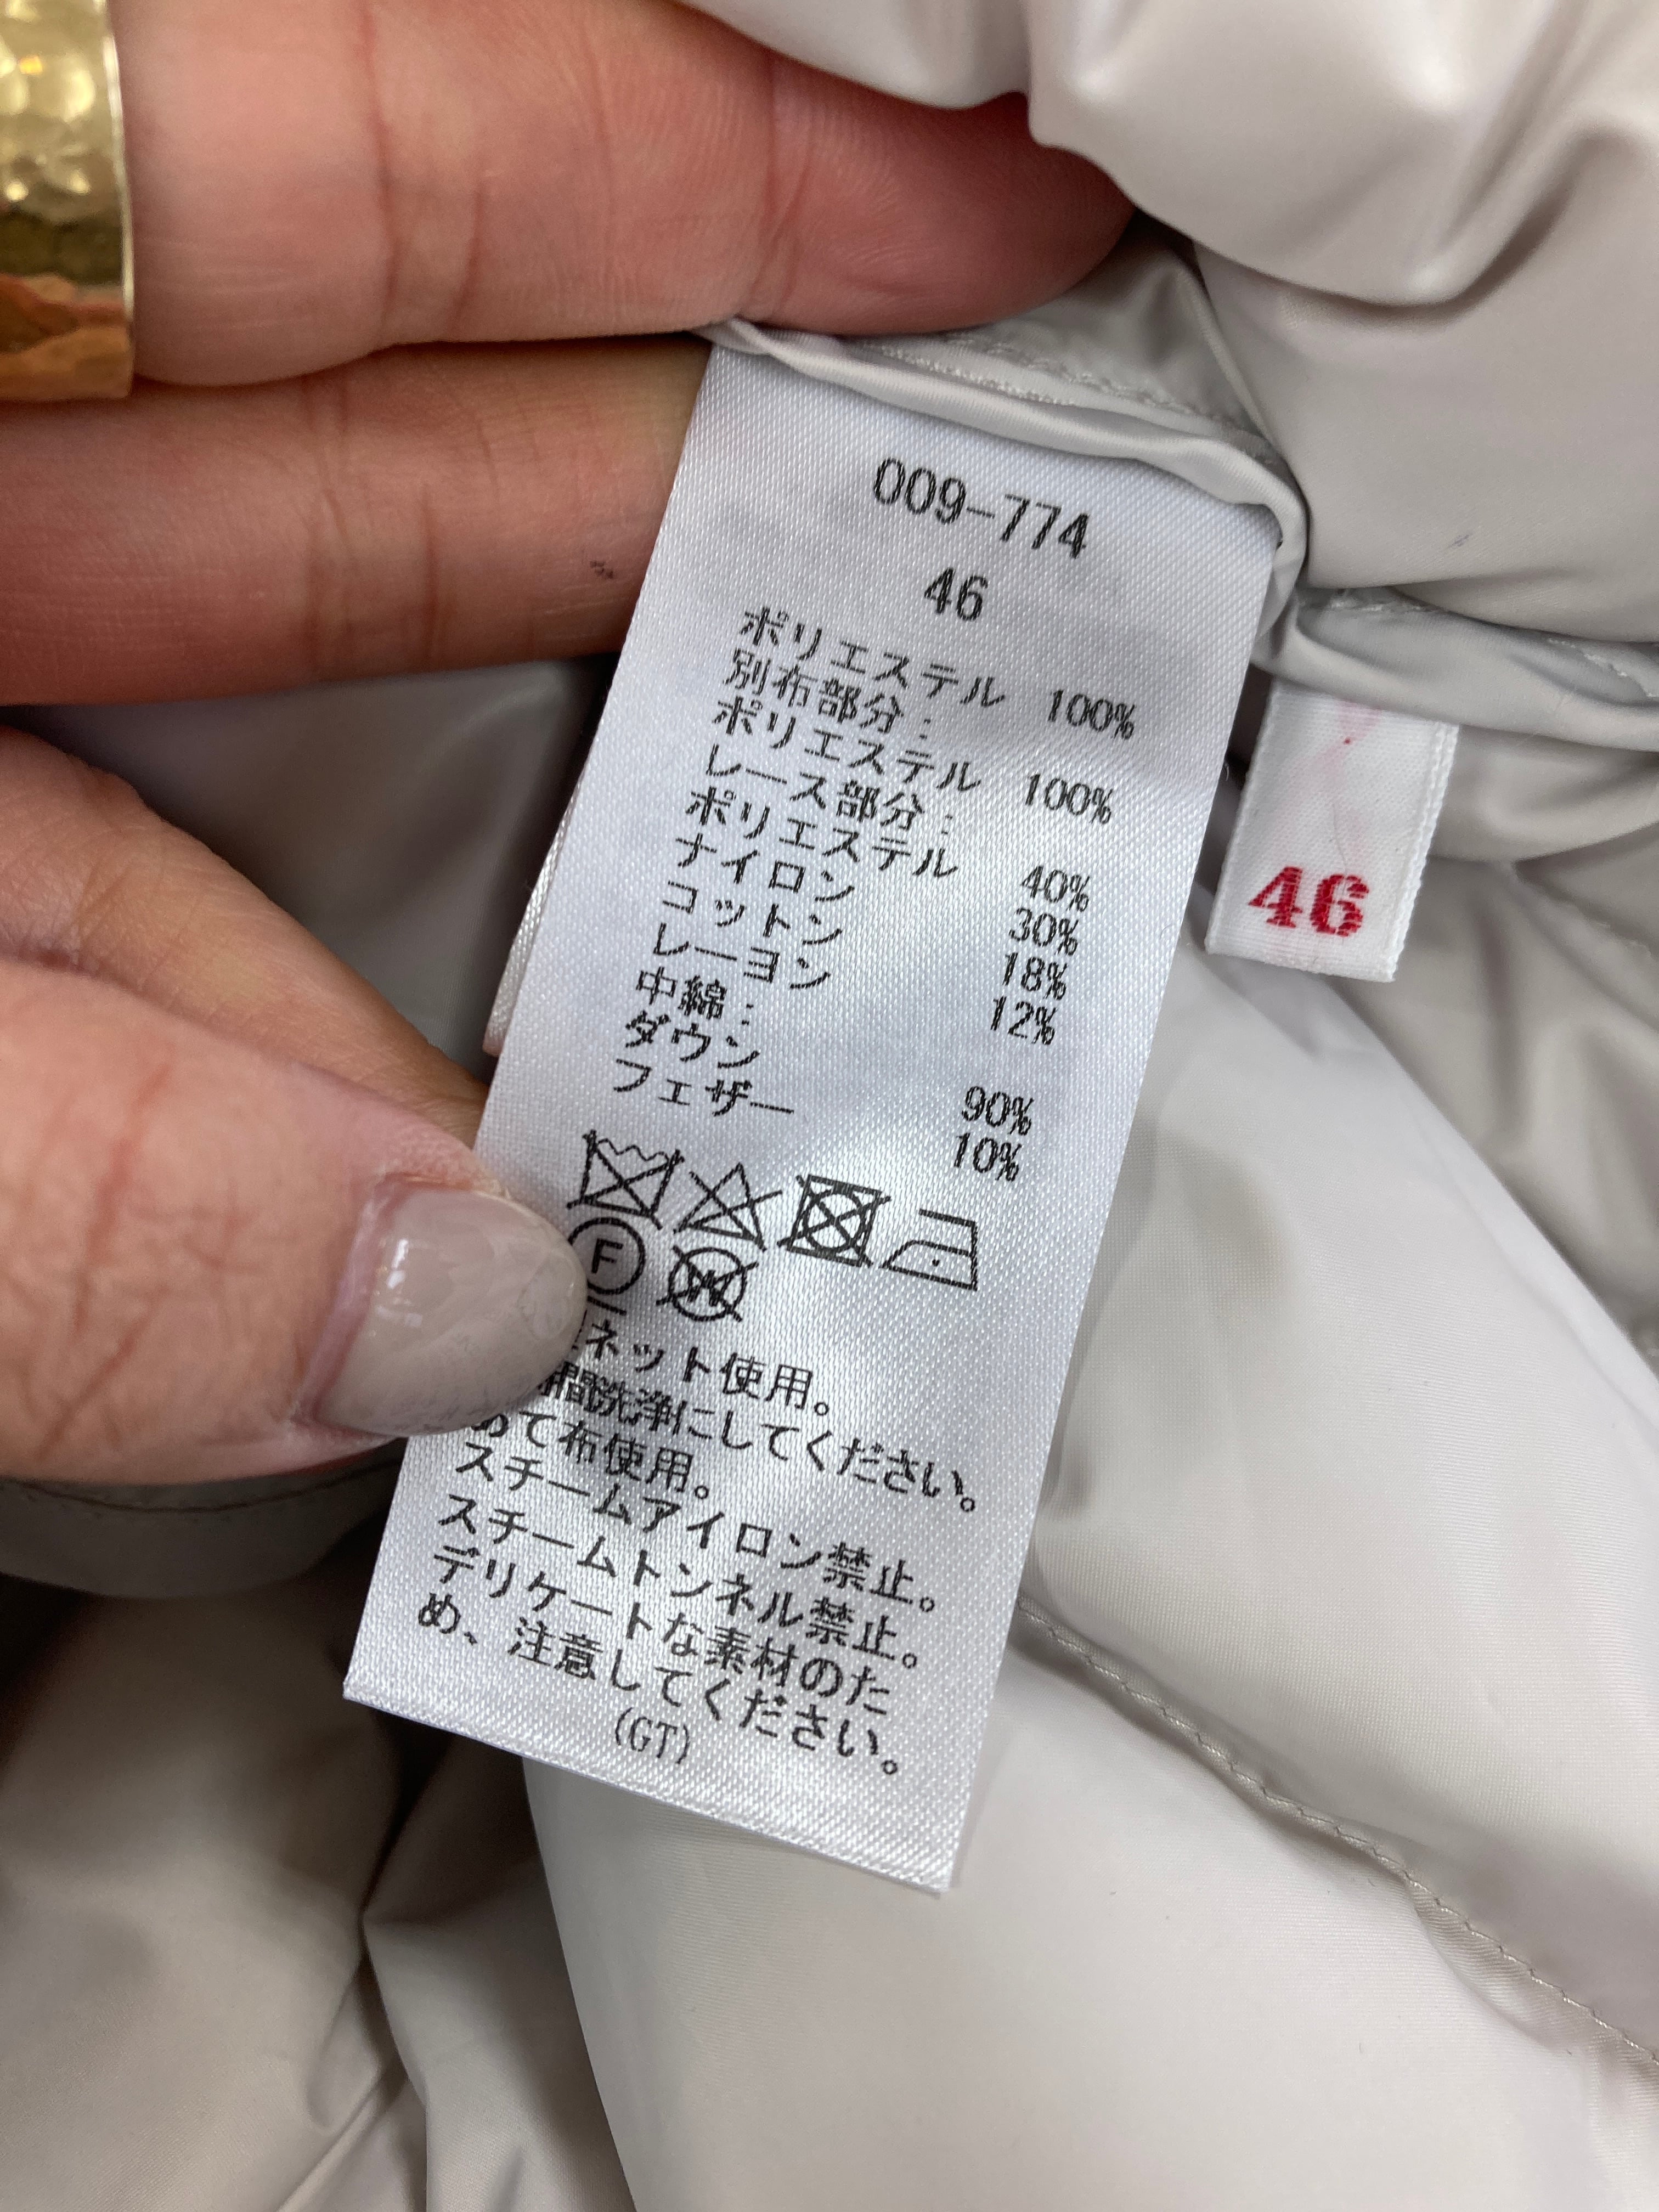 009-774
46
ポリエステル 100%
別布部分:
ポリエステル 100%
レース部分:
ポリエステル 40%
ナイロン 30%
コットン 18%
レーヨン 12%
中綿:
ダウン 90%
フェザー 10%
F
W
ネット使用。
間洗浄にしてください。
あて布使用。
スチームアイロン禁止。
スチームトンネル禁止。
デリケートな素材のた
め、注意してください。
(GT)
46